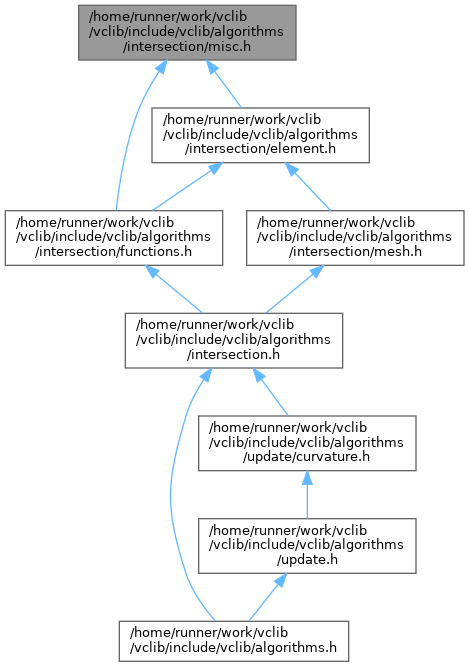 /home/runner/work/vclib
/vclib/include/vclib/algorithms
/intersection/misc.h
/home/runner/work/vclib
/vclib/include/vclib/algorithms
/intersection/element.h
/home/runner/work/vclib
/vclib/include/vclib/algorithms
/intersection/functions.h
/home/runner/work/vclib
/vclib/include/vclib/algorithms
/intersection/mesh.h
/home/runner/work/vclib
/vclib/include/vclib/algorithms
/intersection.h
/home/runner/work/vclib
/vclib/include/vclib/algorithms
/update/curvature.h
/home/runner/work/vclib
/vclib/include/vclib/algorithms
/update.h
/home/runner/work/vclib
/vclib/include/vclib/algorithms.h